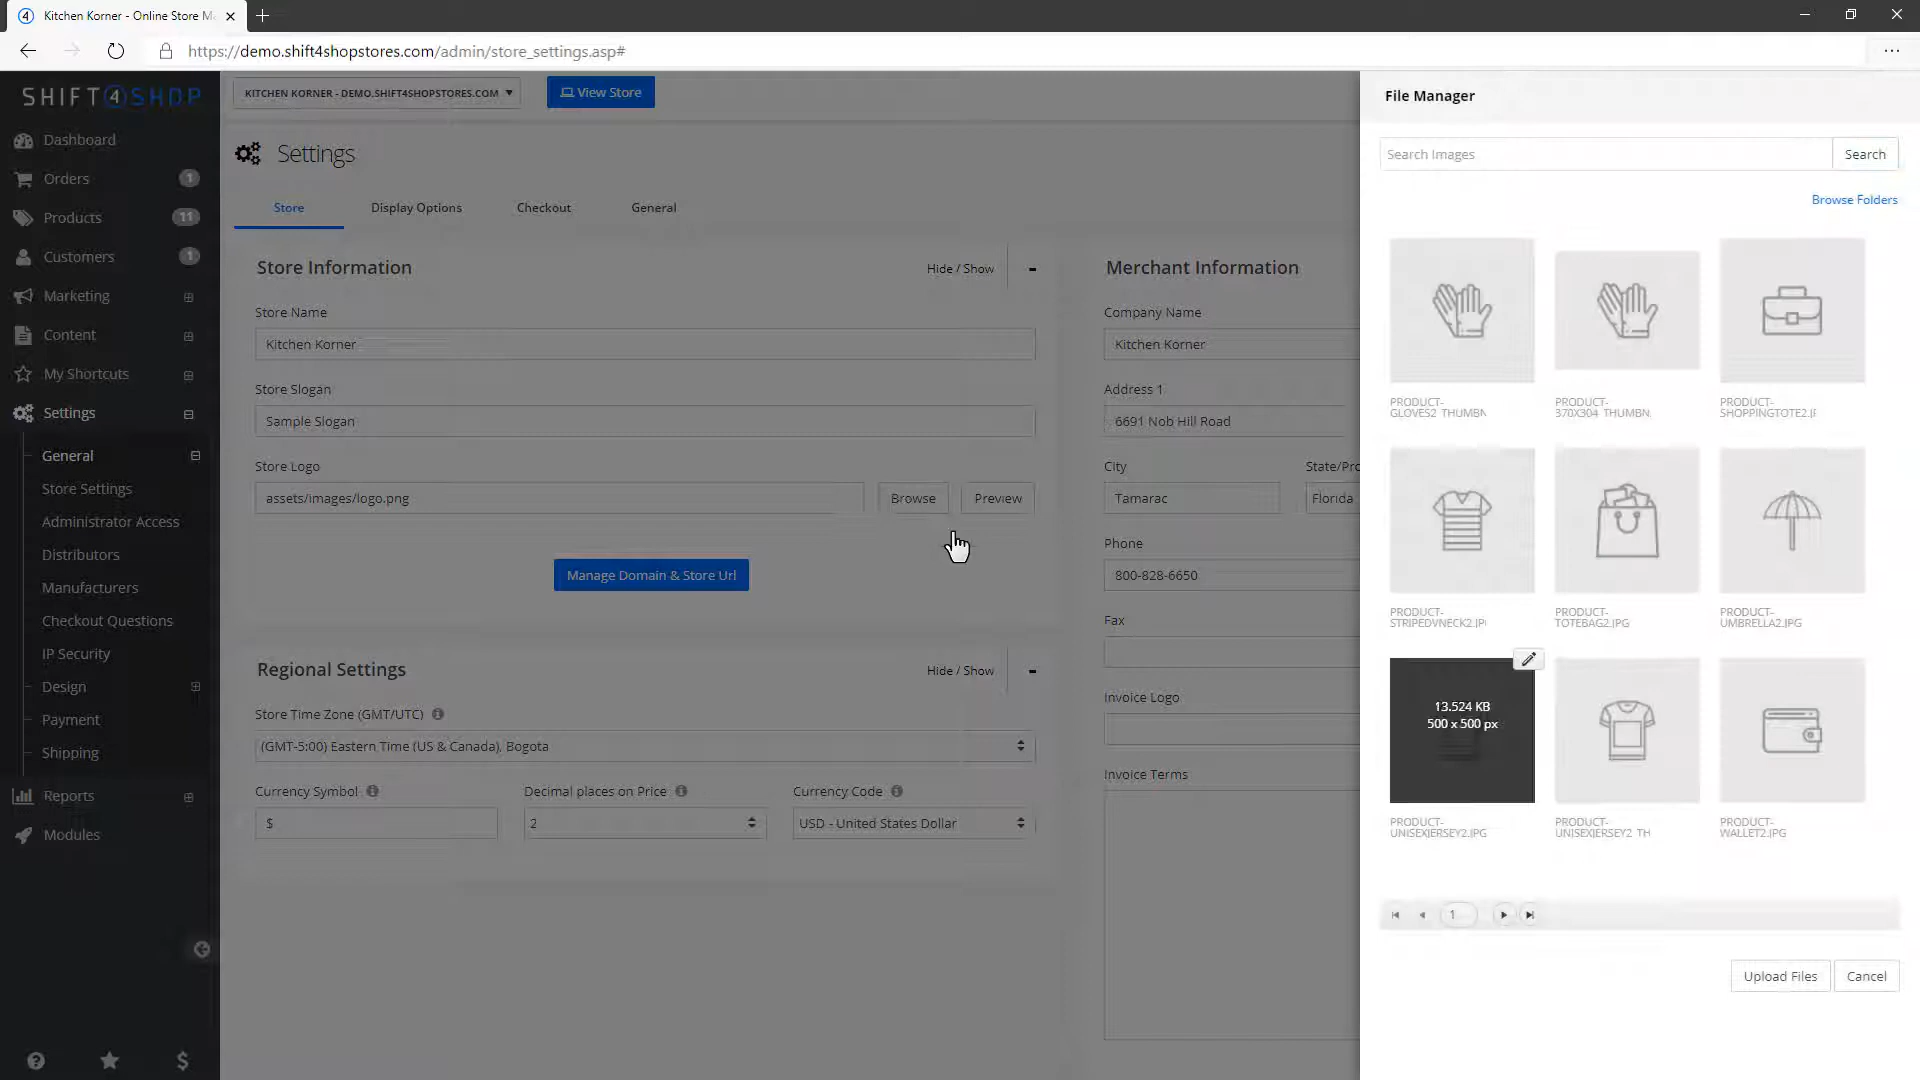 Kitchen Korner - Online Store M
https://demo.shift4shopstores.com/admin/store_settings.asp#
SHIFT4SHOP
Dashboard
Orders 1
Products 11
Customers 1
Marketing
Content
My Shortcuts
Settings
General
Store Settings
Administrator Access
Distributors
Manufacturers
Checkout Questions
IP Security
Design
Payment
Shipping
Reports
Modules
KITCHEN KORNER - DEMO.SHIFT4SHOPSTORES.COM
View Store
Settings
Store Display Options Checkout General
Store Information
Hide / Show
Store Name
Kitchen Korner
Store Slogan
Sample Slogan
Store Logo
assets/images/logo.png
Browse
Preview
Manage Domain & Store Url
Regional Settings
Hide / Show
Store Time Zone (GMT/UTC)
(GMT-5:00) Eastern Time (US & Canada), Bogota
Currency Symbol Decimal places on Price Currency Code
$ 2 USD - United States Dollar
Merchant Information
Company Name
Kitchen Korner
Address 1
6691 Nob Hill Road
City State/Pro
Tamarac Florida
Phone
800-828-6650
Fax
Invoice Logo
Invoice Terms
File Manager
Search Images
Search
Browse Folders
PRODUCT-
GLOVES2_THUMBN
PRODUCT-
370X304_THUMBN
PRODUCT-
SHOPPINGTOTE2.JP
PRODUCT-
STRIPEDVNECK2.JPG
PRODUCT-
TOTEBAG2.JPG
PRODUCT-
UMBRELLA2.JPG
13.524 KB
500 x 500 px
PRODUCT-
UNISEXJERSEY2.JPG
PRODUCT-
UNISEXJERSEY2_TH
PRODUCT-
WALLET2.JPG
1
Upload Files
Cancel